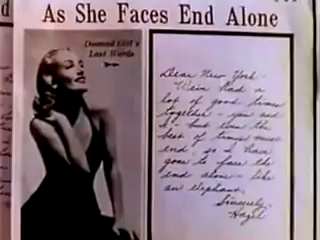 d
As She Faces End Alone
Doomed Girl's
Last Words
Dear New York -
We've had a
lot of good times
together - you and
I - but even the
best of times must
end - so I have
gone to face the
end alone - like
an elephant.
Sincerely,
Hazel